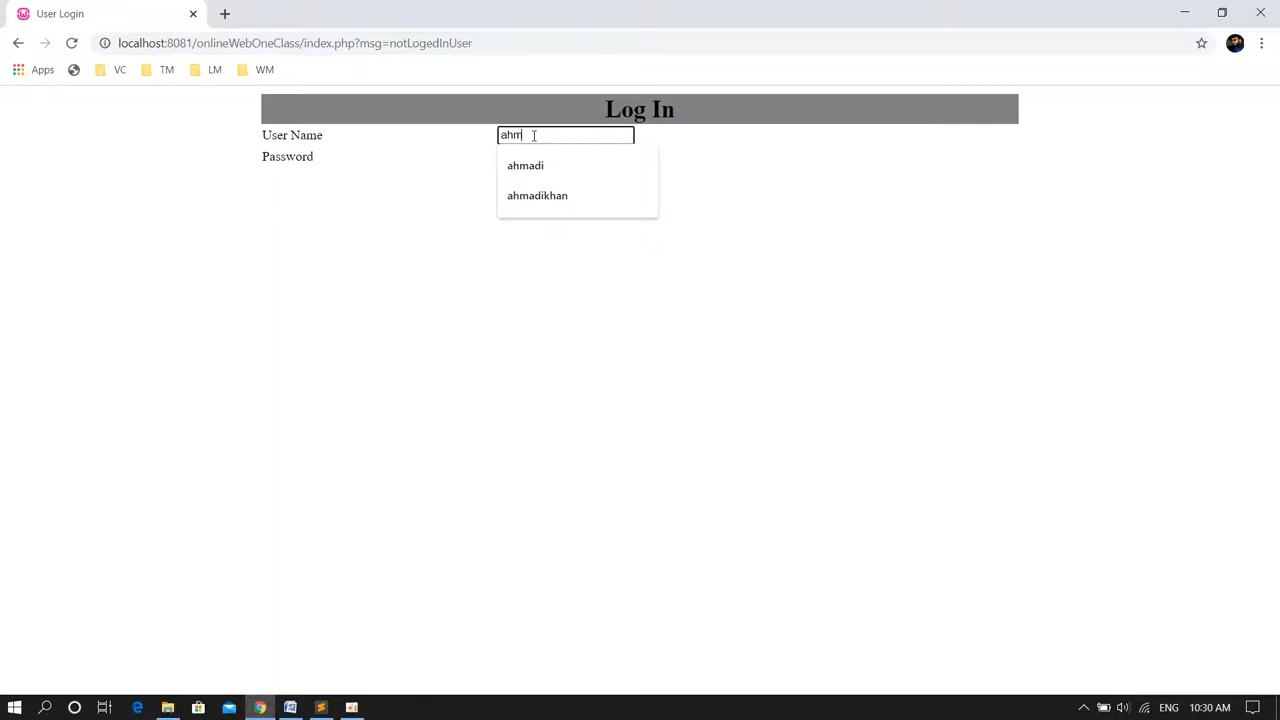 User Login
localhost:8081/onlineWebOneClass/index.php?msg=notLogedInUser
Apps VC TM LM WM
Log In
User Name ahm
Password
ahmadi
ahmadikhan
ENG 10:30 AM